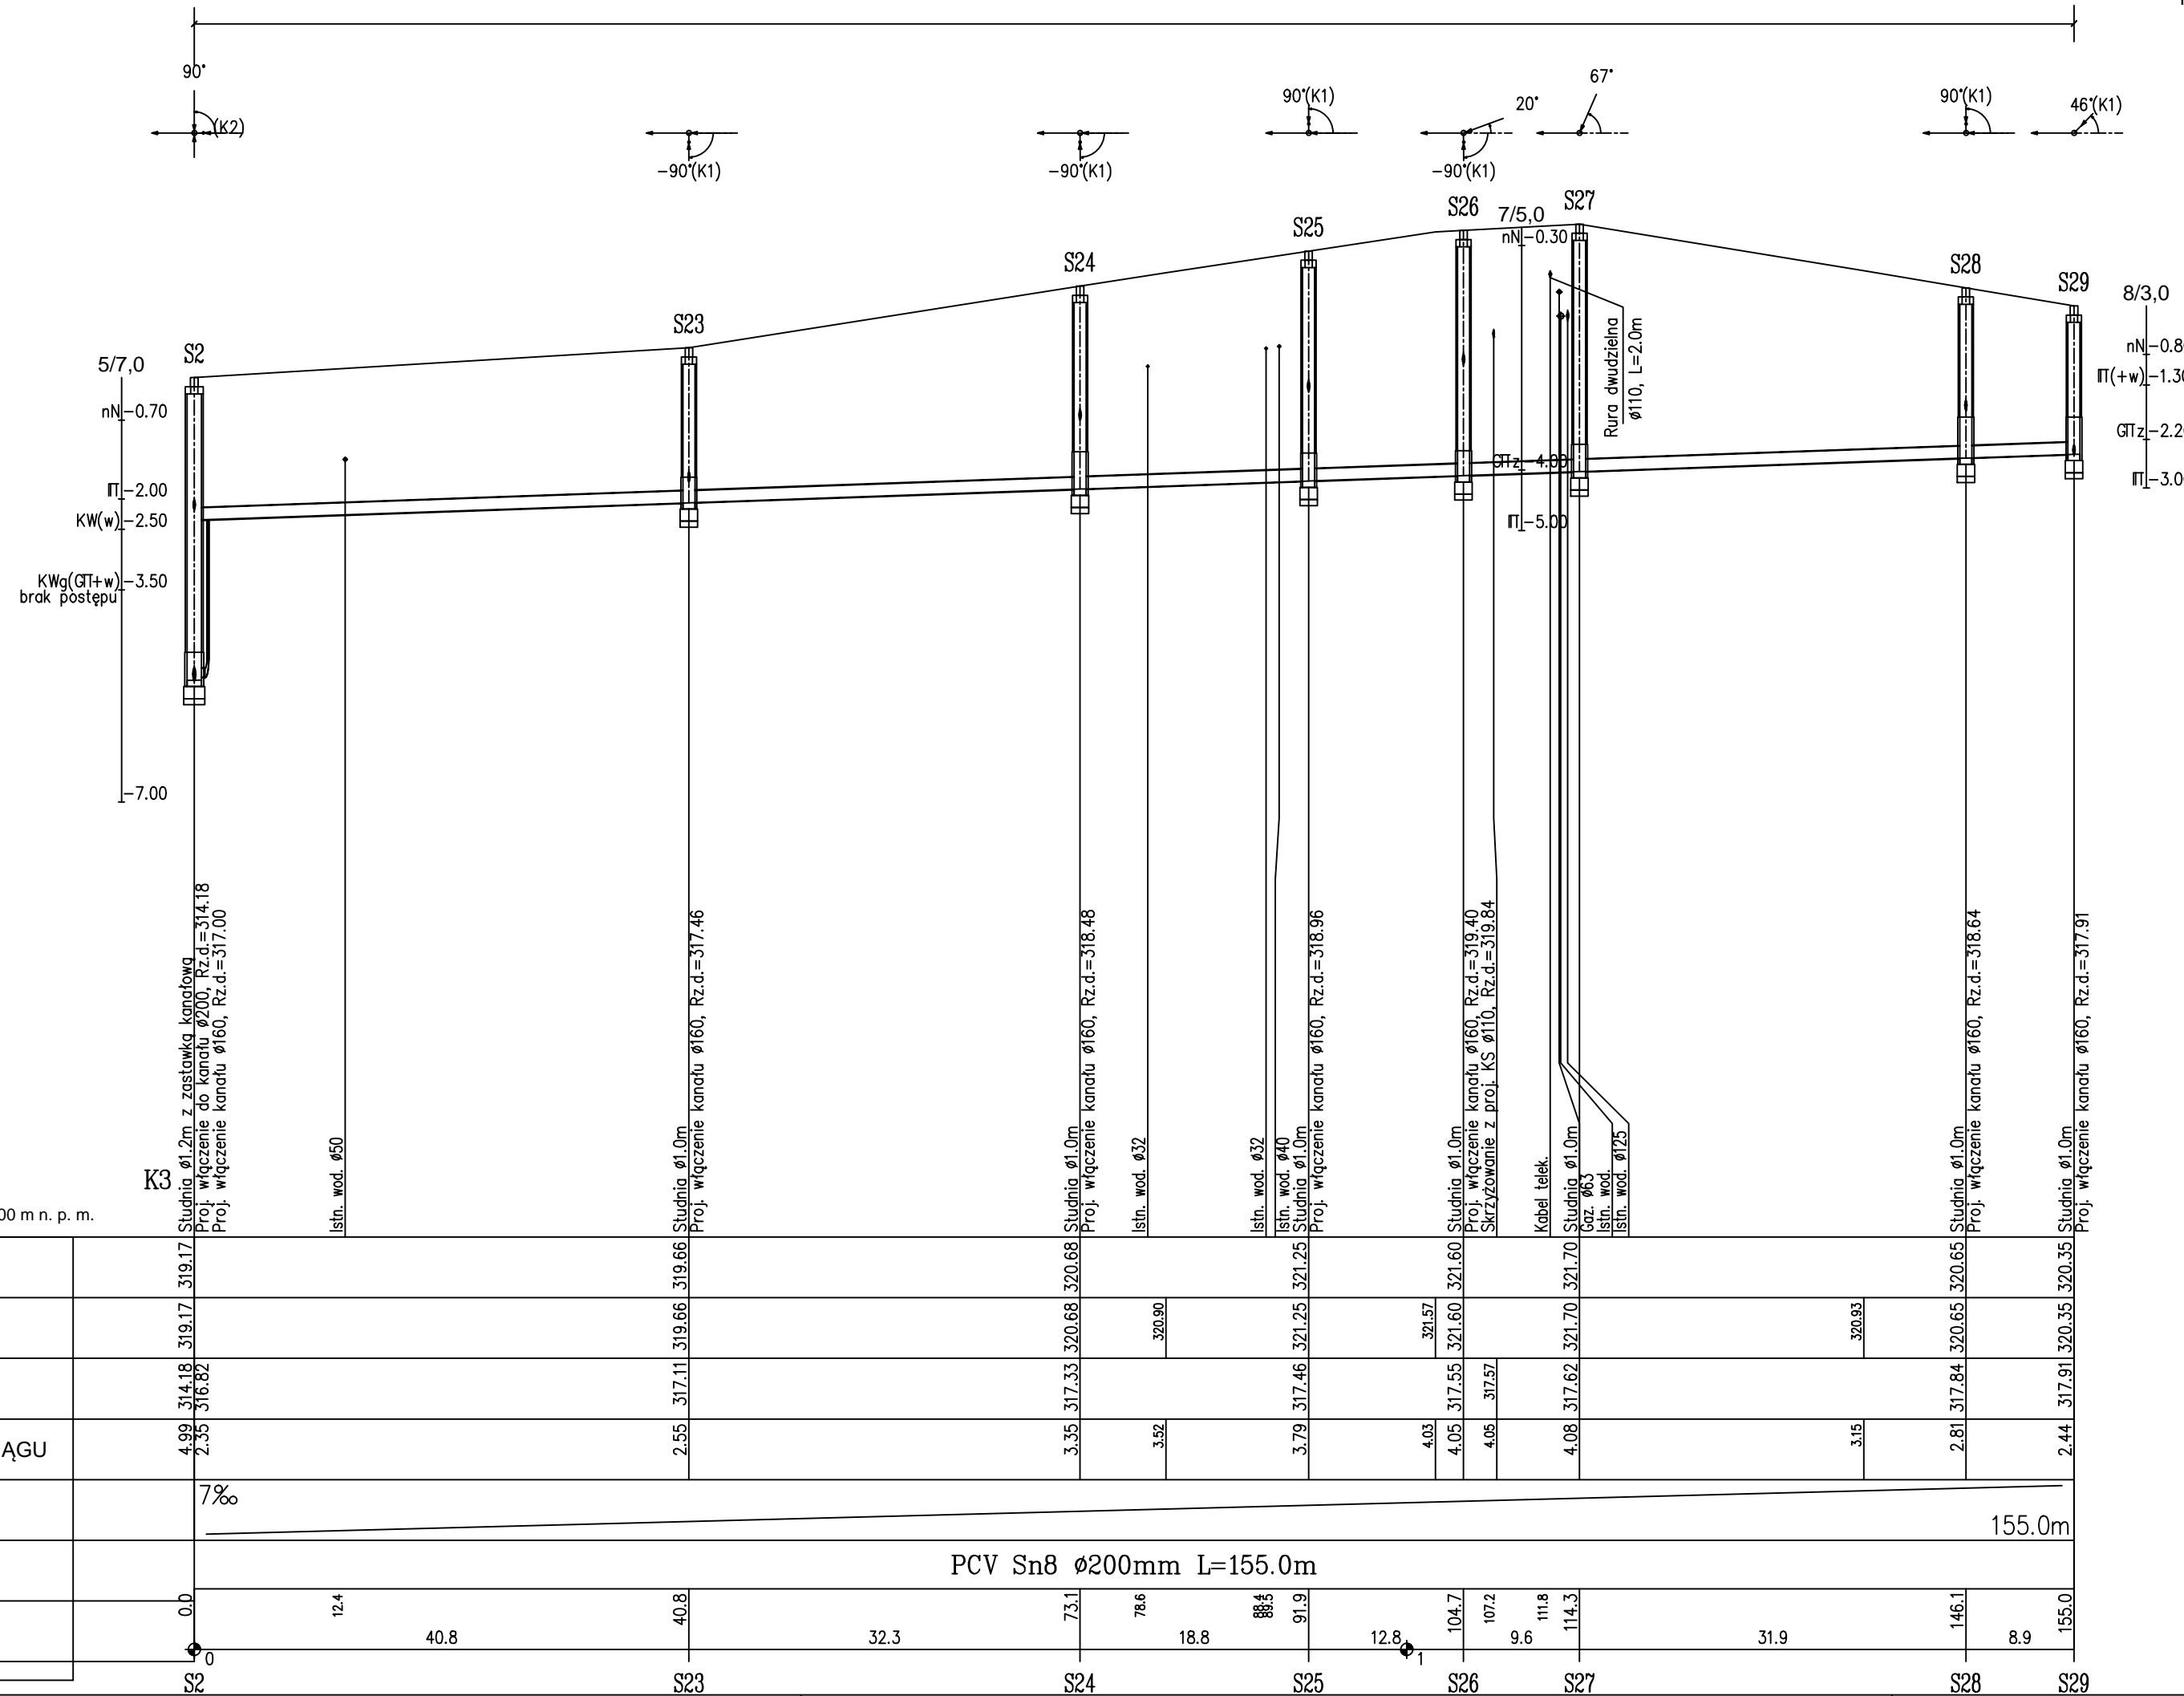 90°
(K2)
-90°(K1)
-90°(K1)
90°(K1)
-90°(K1)
20°
67°
90°(K1)
46°(K1)
S2
S23
S24
S25
S26
S27
S28
S29
5/7,0
nN -0.70
-2.00
KW(w) -2.50
KWg(Gπ+w) -3.50
brak postępu
-7.00
7/5,0
nN -0.30
Gπz -4.00
π -5.00
Rura dwudzielna
ø110, L=2.0m
8/3,0
nN -0.8
π(+w) -1.30
Gπz -2.2
π -3.0
K3
00 m n. p. m.
Studnia ø1.2m z zastawką kanałową
Proj. włączenie do kanału ø200, Rz.d.=314.18
Proj. włączenie kanału ø160, Rz.d.=317.00
Istn. wod. ø50
Studnia ø1.0m
Proj. włączenie kanału ø160, Rz.d.=317.46
Studnia ø1.0m
Proj. włączenie kanału ø160, Rz.d.=318.48
Istn. wod. ø32
Istn. wod. ø32
Istn. wod. ø40
Studnia ø1.0m
Proj. włączenie kanału ø160, Rz.d.=318.96
Studnia ø1.0m
Proj. włączenie kanału ø160, Rz.d.=319.40
Skrzyżowanie z proj. KS ø110, Rz.d.=319.84
Kabel telek.
Studnia ø1.0m
Gaz. ø63
Istn. wod.
Istn. wod. ø125
Studnia ø1.0m
Proj. włączenie kanału ø160, Rz.d.=318.64
Studnia ø1.0m
Proj. włączenie kanału ø160, Rz.d.=317.91
319.17 319.66 320.68 321.25 321.60 321.70 320.65 320.35
319.17 319.66 320.68 320.90 321.25 321.57 321.60 321.70 320.93 320.65 320.35
314.18 316.82 317.11 317.33 317.46 317.55 317.57 317.62 317.84 317.91
ĄGU 4.99 2.35 2.55 3.35 3.52 3.79 4.03 4.05 4.05 4.08 3.15 2.81 2.44
7‰
155.0m
PCV Sn8 ø200mm L=155.0m
0.0 12.4 40.8 73.1 78.6 88.4 89.5 91.9 104.7 107.2 111.8 114.3 146.1 155.0
40.8 32.3 18.8 12.8 9.6 31.9 8.9
0 1
S2 S23 S24 S25 S26 S27 S28 S29